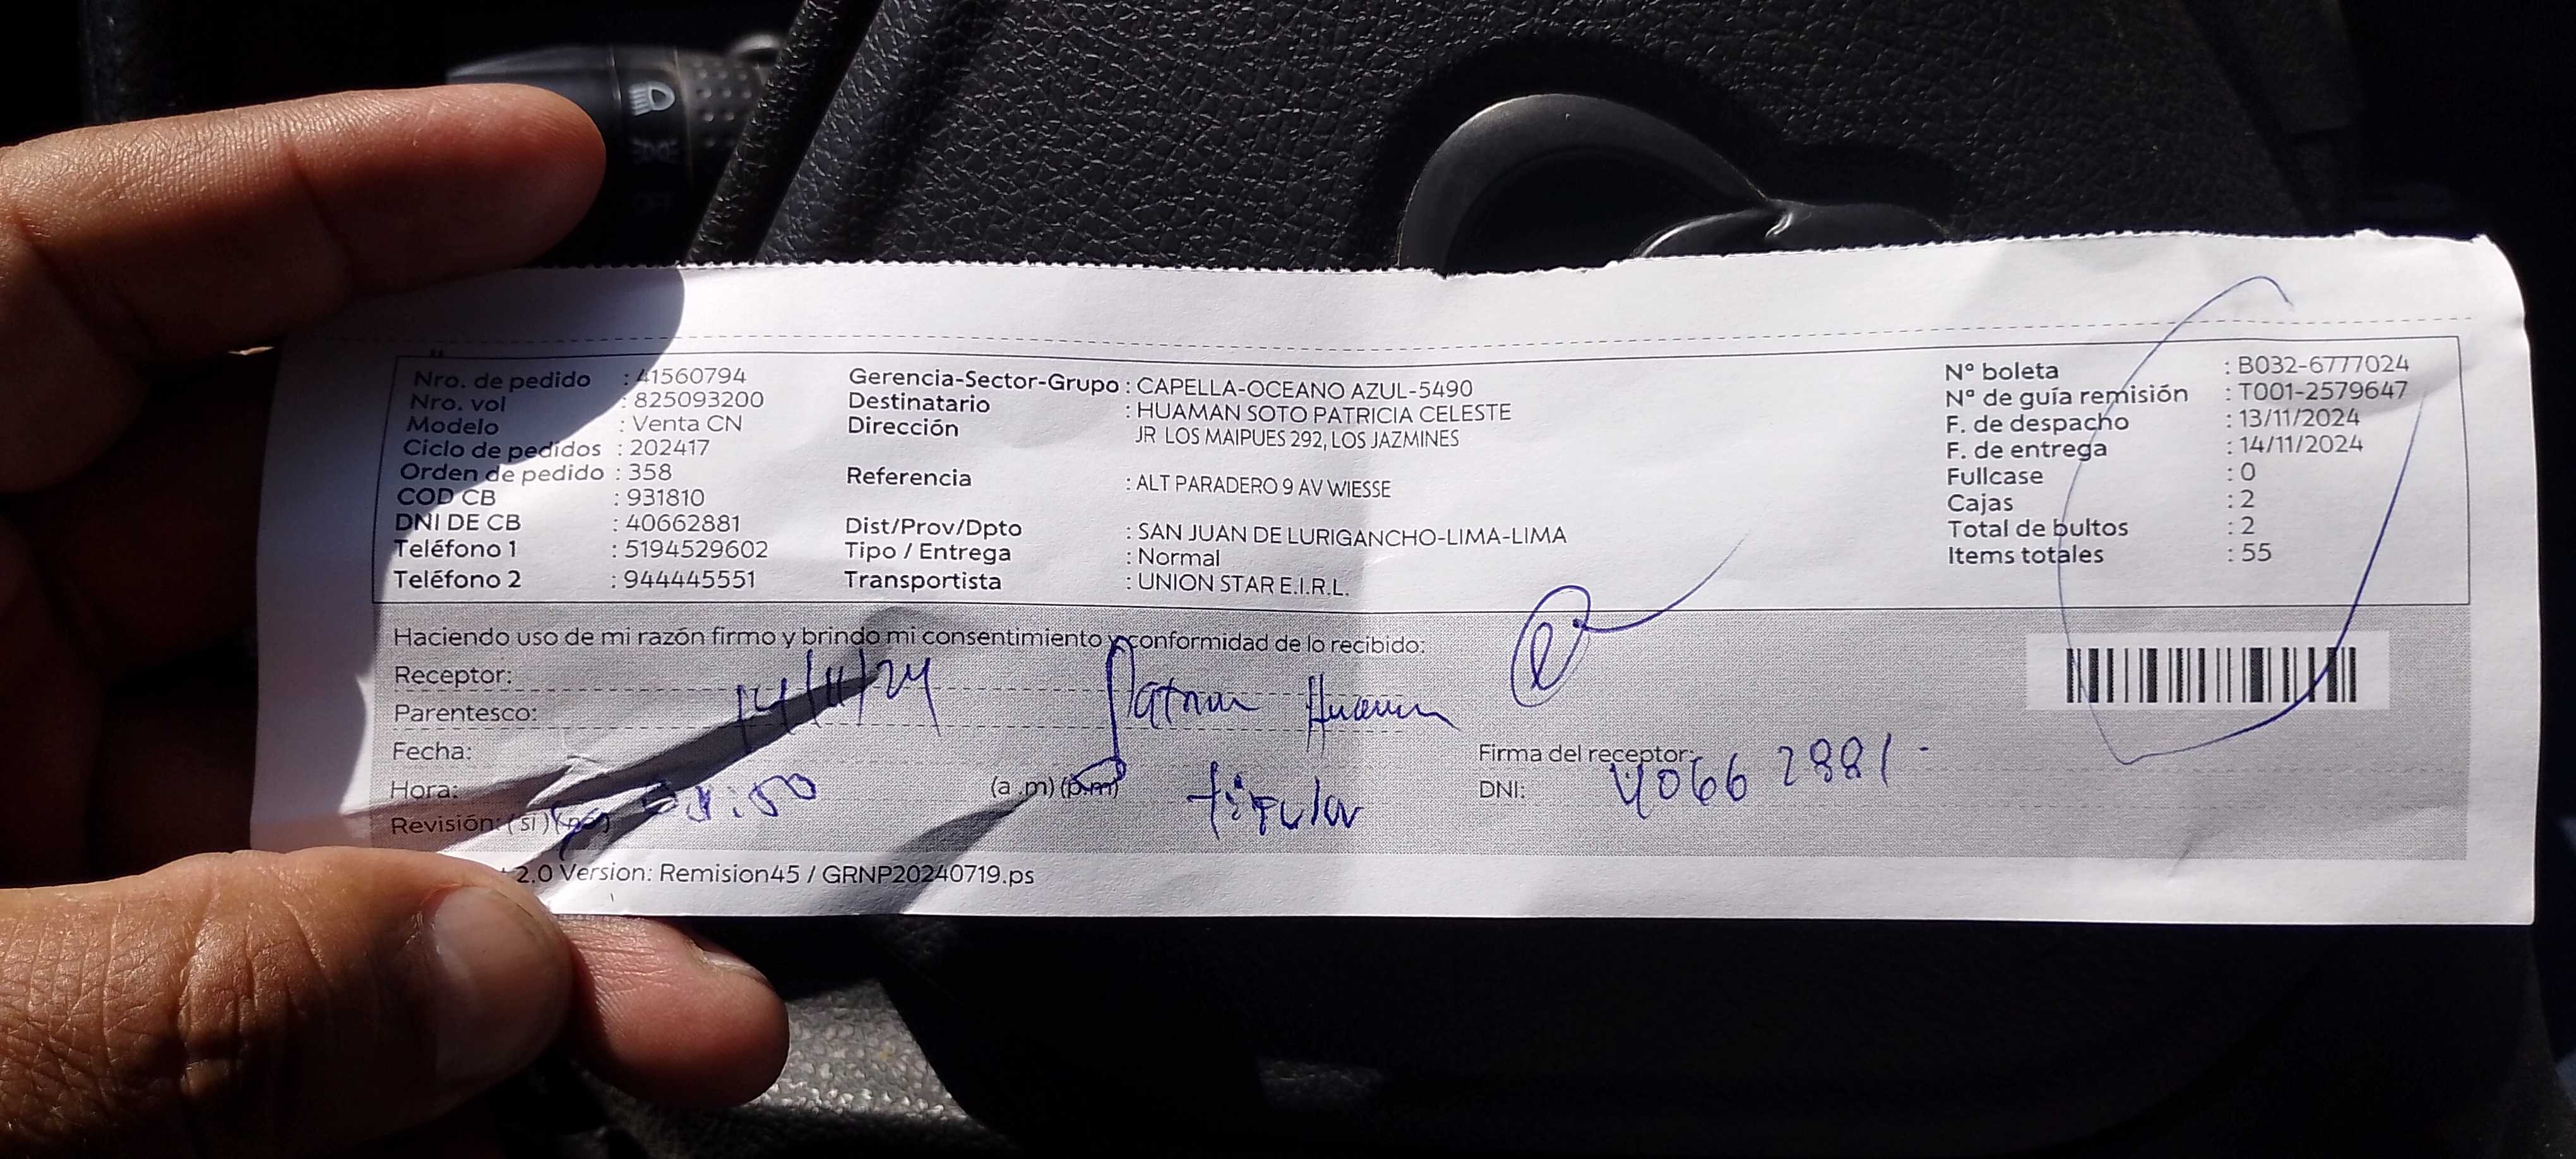 Nro. de pedido : 41560794
Nro. vol : 825093200
Modelo : Venta CN
Ciclo de pedidos : 202417
Orden de pedido : 358
COD CB : 931810
DNI DE CB : 40662881
Teléfono 1 : 5194529602
Teléfono 2 : 944445551
Gerencia-Sector-Grupo : CAPELLA-OCEANO AZUL-5490
Destinatario : HUAMAN SOTO PATRICIA CELESTE
Dirección JR LOS MAIPUES 292, LOS JAZMINES
Referencia : ALT PARADERO 9 AV WIESSE
Dist/Prov/Dpto : SAN JUAN DE LURIGANCHO-LIMA-LIMA
Tipo / Entrega : Normal
Transportista : UNION STAR E.I.R.L.
Nº boleta : B032-6777024
Nº de guía remisión : T001-2579647
F. de despacho : 13/11/2024
F. de entrega : 14/11/2024
Fullcase : 0
Cajas : 2
Total de bultos : 2
Items totales : 55
Haciendo uso de mi razón firmo y brindo mi consentimiento y conformidad de lo recibido:
Receptor:
Parentesco:
14/11/24
Huaman
Fecha:
Hora: (a .m) (p.m) titular
Revisión: (si) (no)
Firma del receptor:
DNI: 40662881
2.0 Version: Remision45 / GRNP20240719.ps